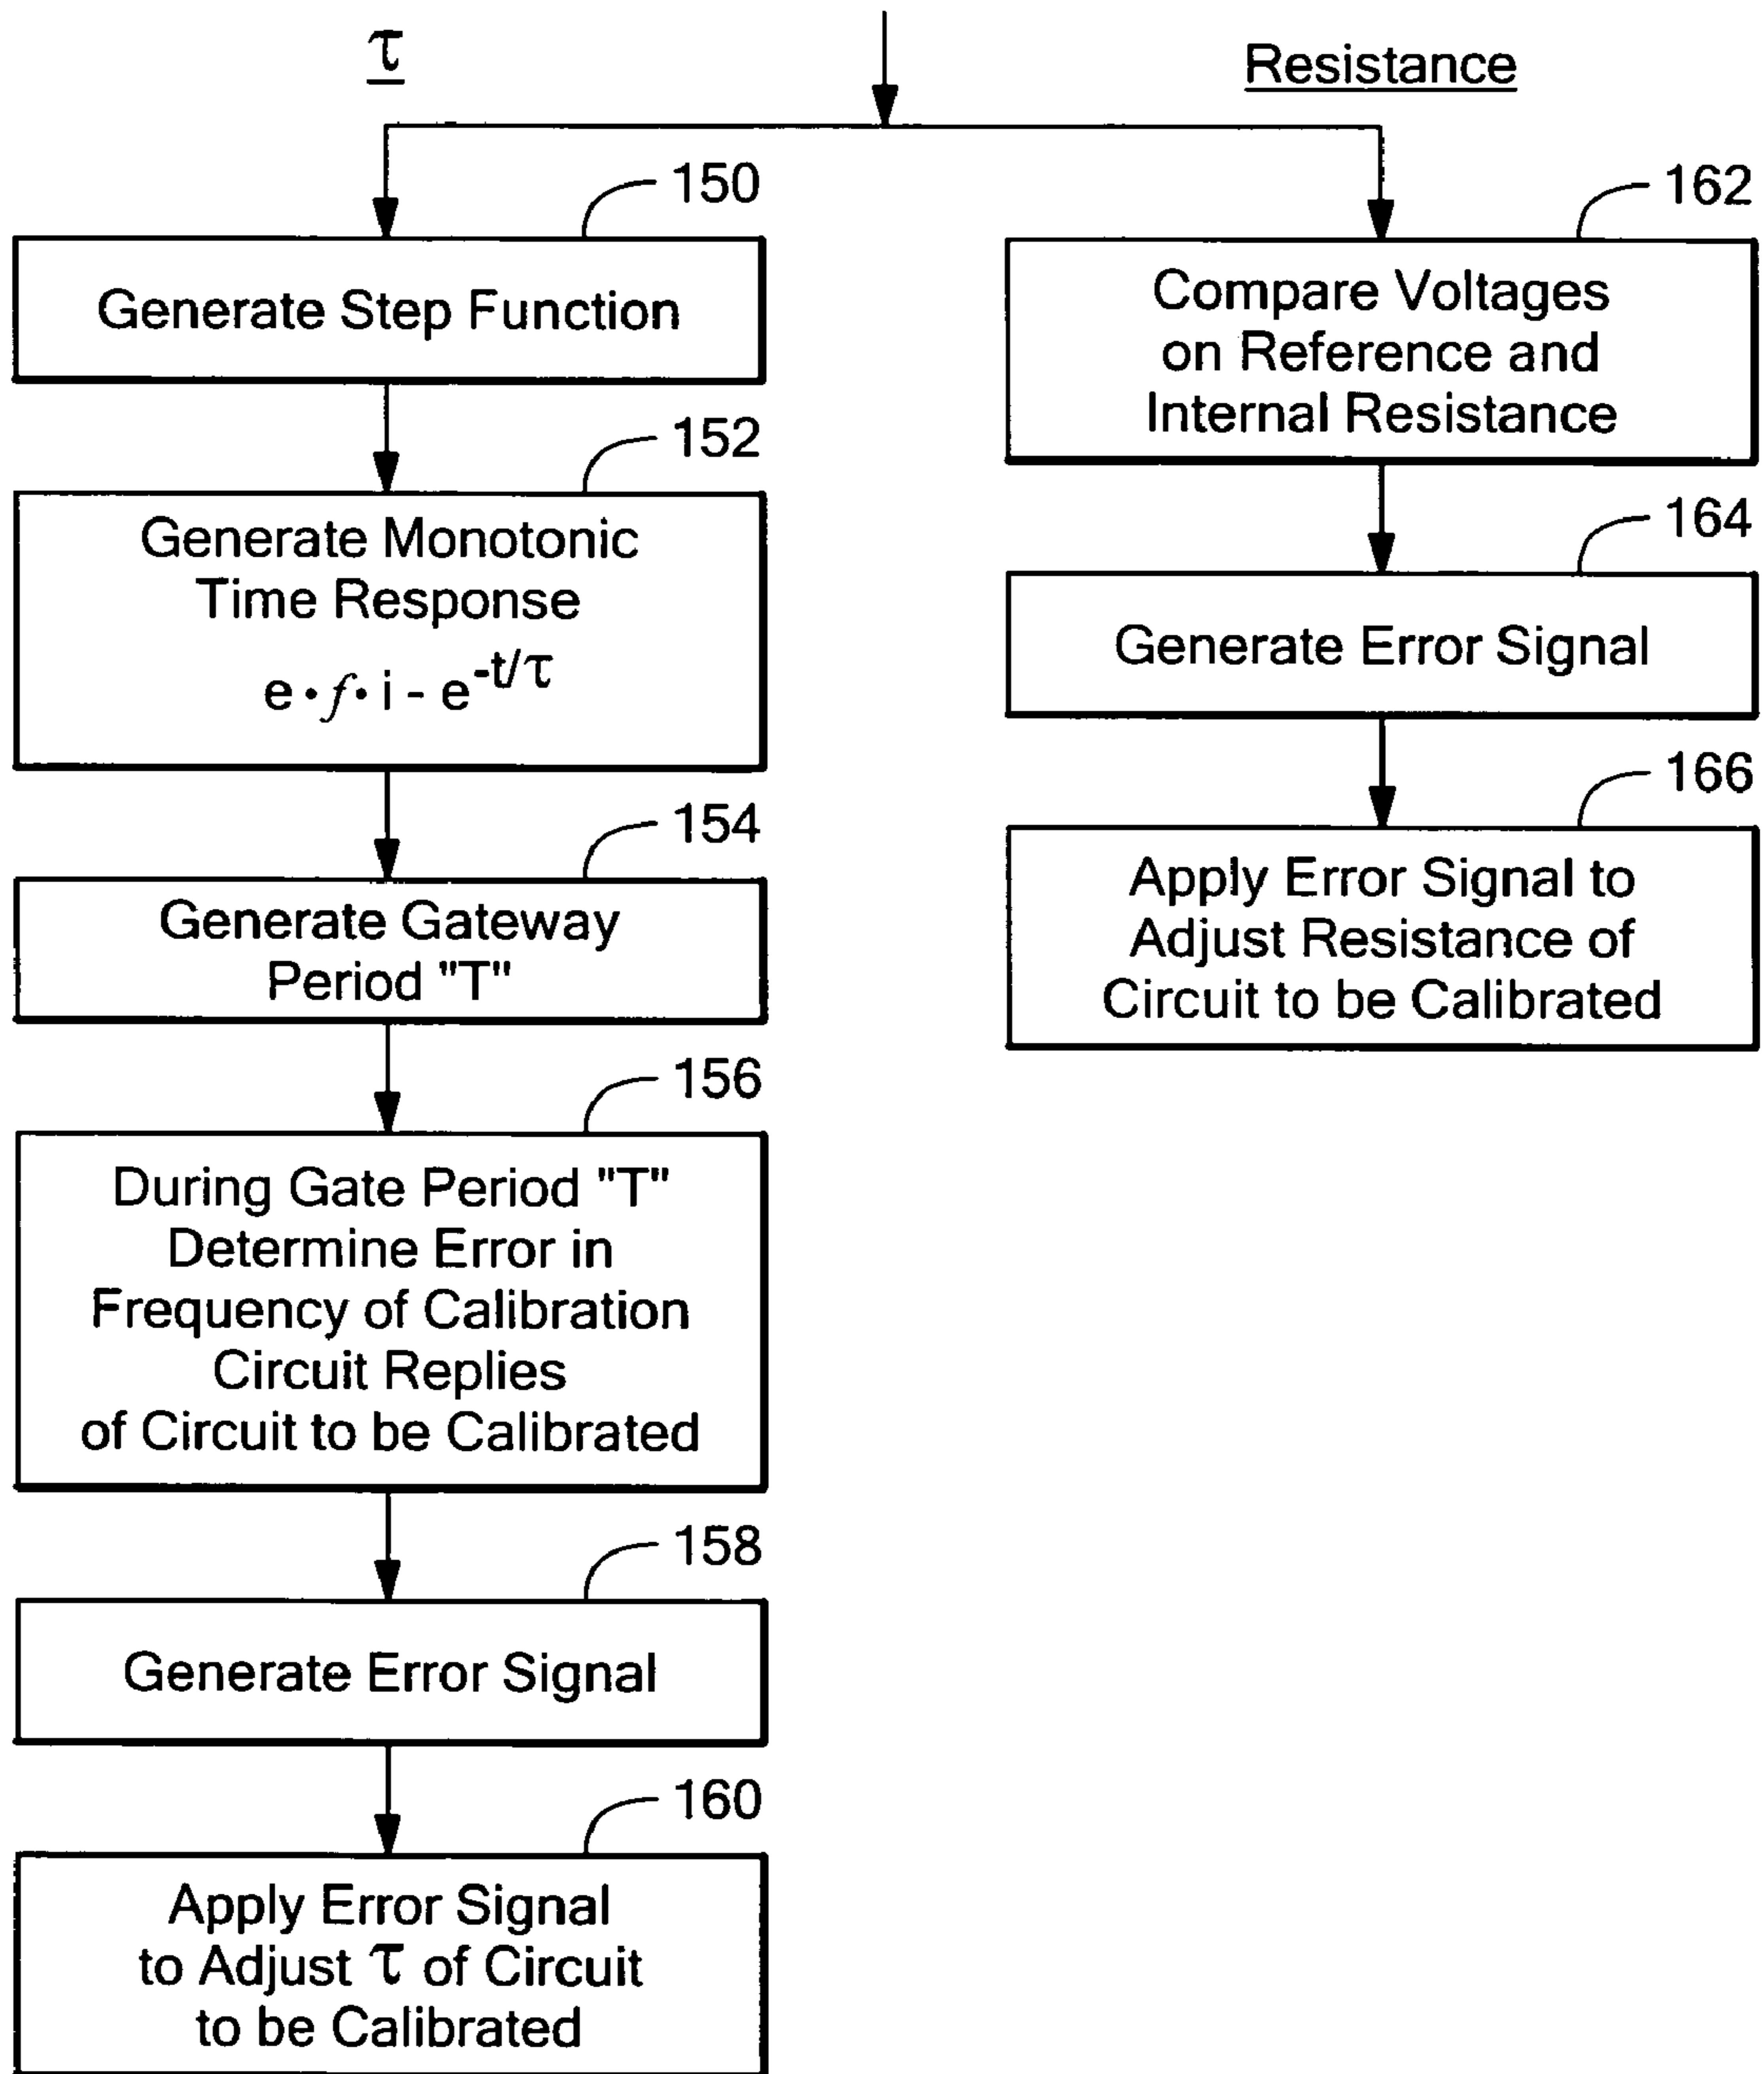 τ
Resistance
150
Generate Step Function
152
Generate Monotonic
Time Response
e · f · i - e^-t/τ
154
Generate Gateway
Period "T"
156
During Gate Period "T"
Determine Error in
Frequency of Calibration
Circuit Replies
of Circuit to be Calibrated
158
Generate Error Signal
160
Apply Error Signal
to Adjust τ of Circuit
to be Calibrated
162
Compare Voltages
on Reference and
Internal Resistance
164
Generate Error Signal
166
Apply Error Signal to
Adjust Resistance of
Circuit to be Calibrated